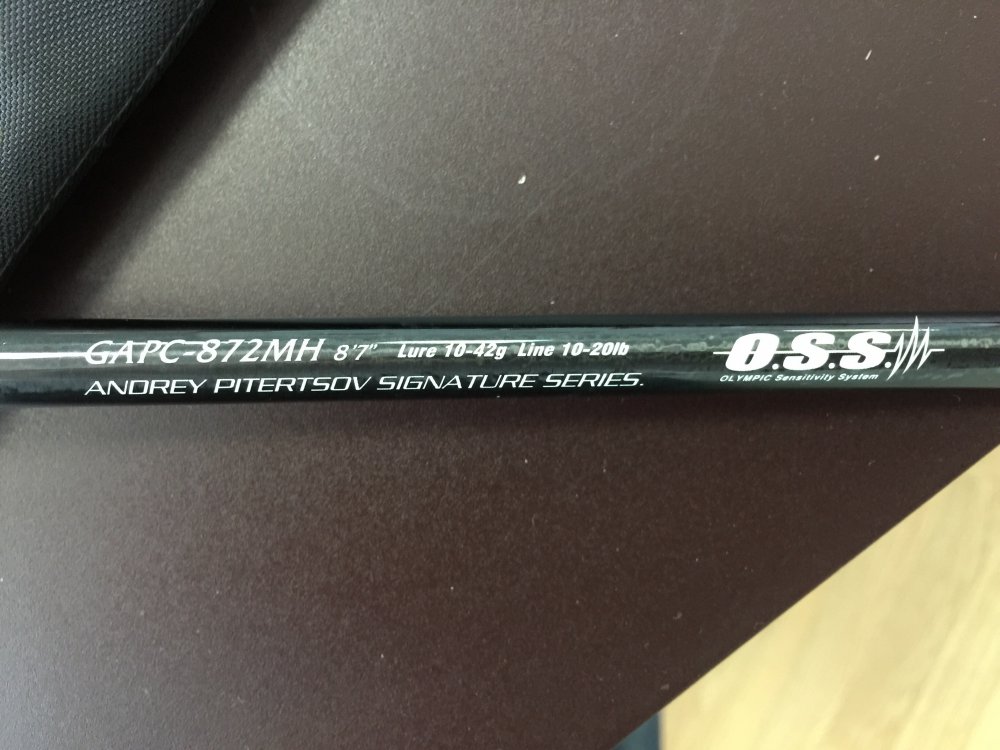 GAPC-872MH 8'7" Lure 10-42g Line 10-20lb
ANDREY PITERTSOV SIGNATURE SERIES.
O.S.S.
OLYMPIC Sensitivity System